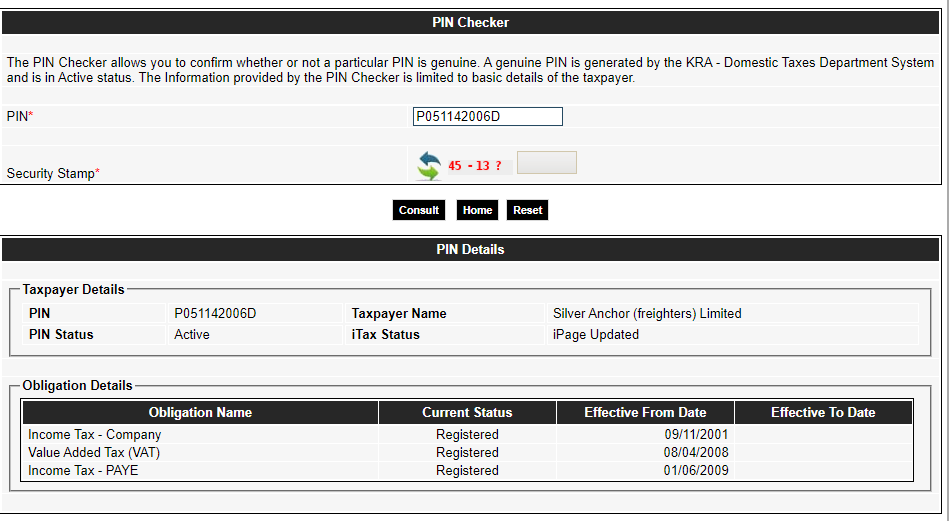 PIN Checker
The PIN Checker allows you to confirm whether or not a particular PIN is genuine. A genuine PIN is generated by the KRA - Domestic Taxes Department System
and is in Active status. The Information provided by the PIN Checker is limited to basic details of the taxpayer.
PIN* P051142006D
Security Stamp* 45 - 13 ?
Consult Home Reset
PIN Details
Taxpayer Details
PIN P051142006D Taxpayer Name Silver Anchor (freighters) Limited
PIN Status Active iTax Status iPage Updated
Obligation Details
Obligation Name Current Status Effective From Date Effective To Date
Income Tax - Company Registered 09/11/2001
Value Added Tax (VAT) Registered 08/04/2008
Income Tax - PAYE Registered 01/06/2009